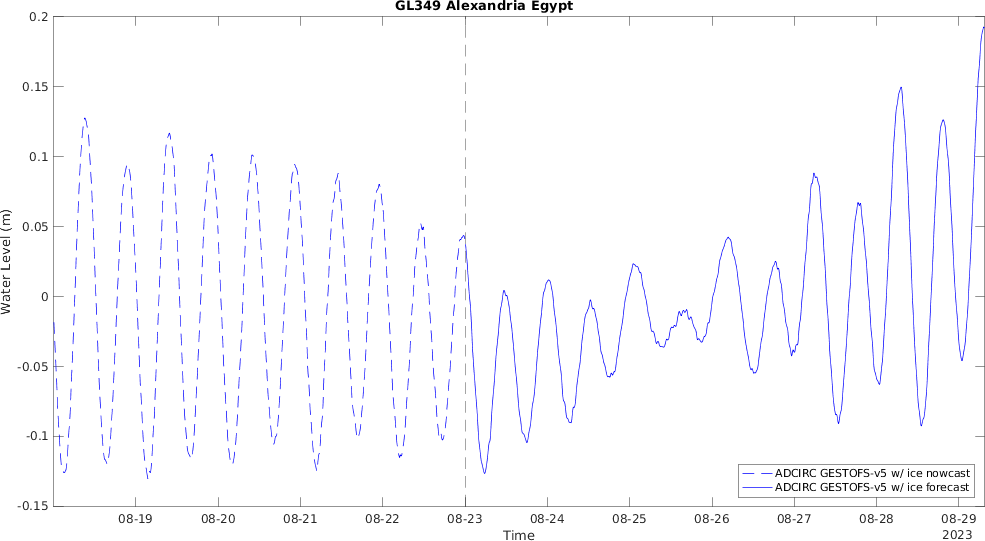 GL349 Alexandria Egypt
0.2
0.15
0.1
0.05
0
-0.05
-0.1
-0.15
Water Level (m)
ADCIRC GESTOFS-v5 w/ ice nowcast
ADCIRC GESTOFS-v5 w/ ice forecast
08-19 08-20 08-21 08-22 08-23 08-24 08-25 08-26 08-27 08-28 08-29
Time
2023